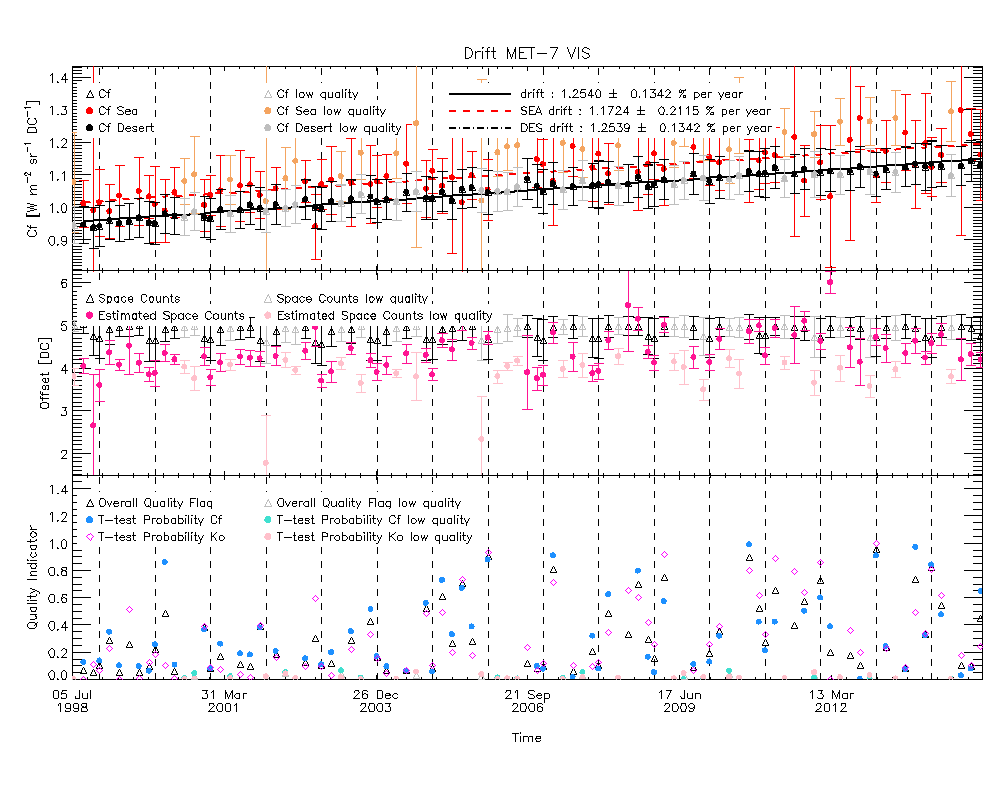 Drift MET-7 VIS
Cf [W m-2 sr-1 DC-1]
1.4
1.3
1.2
1.1
1.0
0.9
Cf
Cf Sea
Cf Desert
Cf low quality
Cf Sea low quality
Cf Desert low quality
drift : 1.2540 ± 0.1342 % per year
SEA drift : 1.1724 ± 0.2115 % per year
DES drift : 1.2539 ± 0.1342 % per year
Offset [DC]
6
5
4
3
2
Space Counts
Estimated Space Counts
Space Counts low quality
Estimated Space Counts low quality
Quality Indicator
1.4
1.2
1.0
0.8
0.6
0.4
0.2
0.0
Overall Quality Flag
T-test Probability Cf
T-test Probability Ko
Overall Quality Flag low quality
T-test Probability Cf low quality
T-test Probability Ko low quality
05 Jul 31 Mar 26 Dec 21 Sep 17 Jun 13 Mar
1998 2001 2003 2006 2009 2012
Time